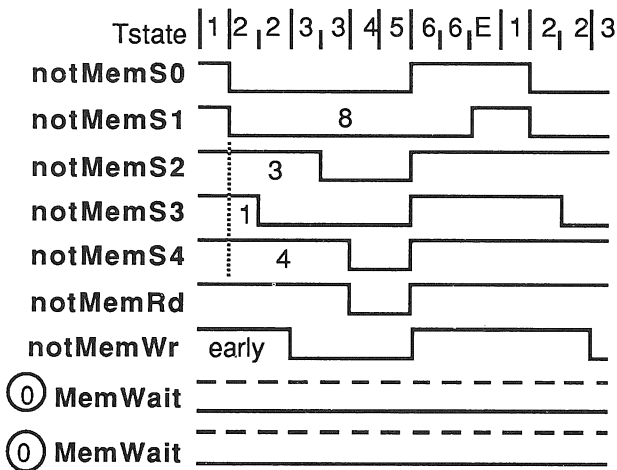 Tstate |1|2|2|3|3|4|5|6|6|E|1|2|2|3
notMemS0
notMemS1 8
notMemS2 3
notMemS3 1
notMemS4 4
notMemRd
notMemWr early
0 MemWait
0 MemWait